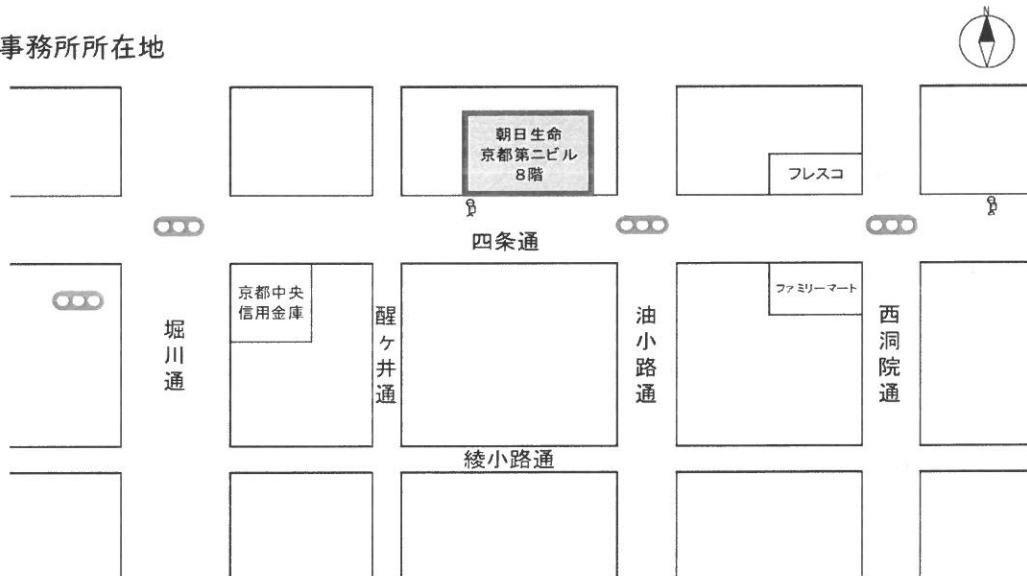 事務所所在地
N
朝日生命
京都第二ビル
8階
フレスコ
四条通
京都中央
信用金庫
ファミリーマート
堀川通
醒ヶ井通
油小路通
西洞院通
綾小路通